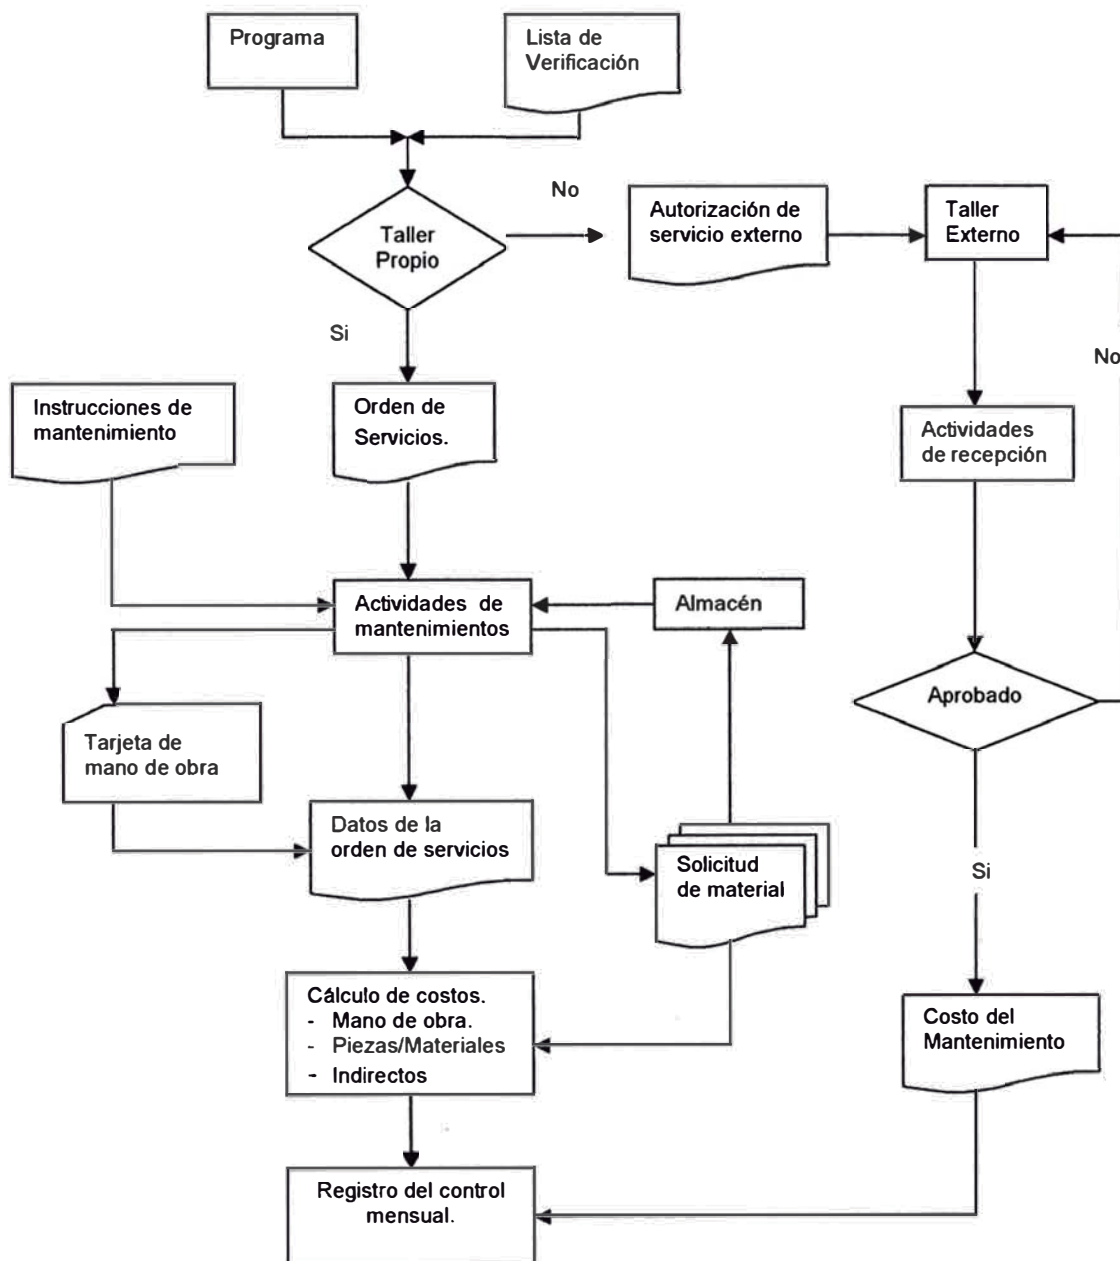 Programa
Lista de
Verificación
Taller
Propio
No
Autorización de
servicio externo
Taller
Externo
Si
No
Instrucciones de
mantenimiento
Orden de
Servicios.
Actividades
de recepción
Actividades de
mantenimientos
Almacén
Aprobado
Tarjeta de
mano de obra
Datos de la
orden de servicios
Solicitud
de material
Si
Cálculo de costos.
- Mano de obra.
- Piezas/Materiales
- Indirectos
Costo del
Mantenimiento
Registro del control
mensual.